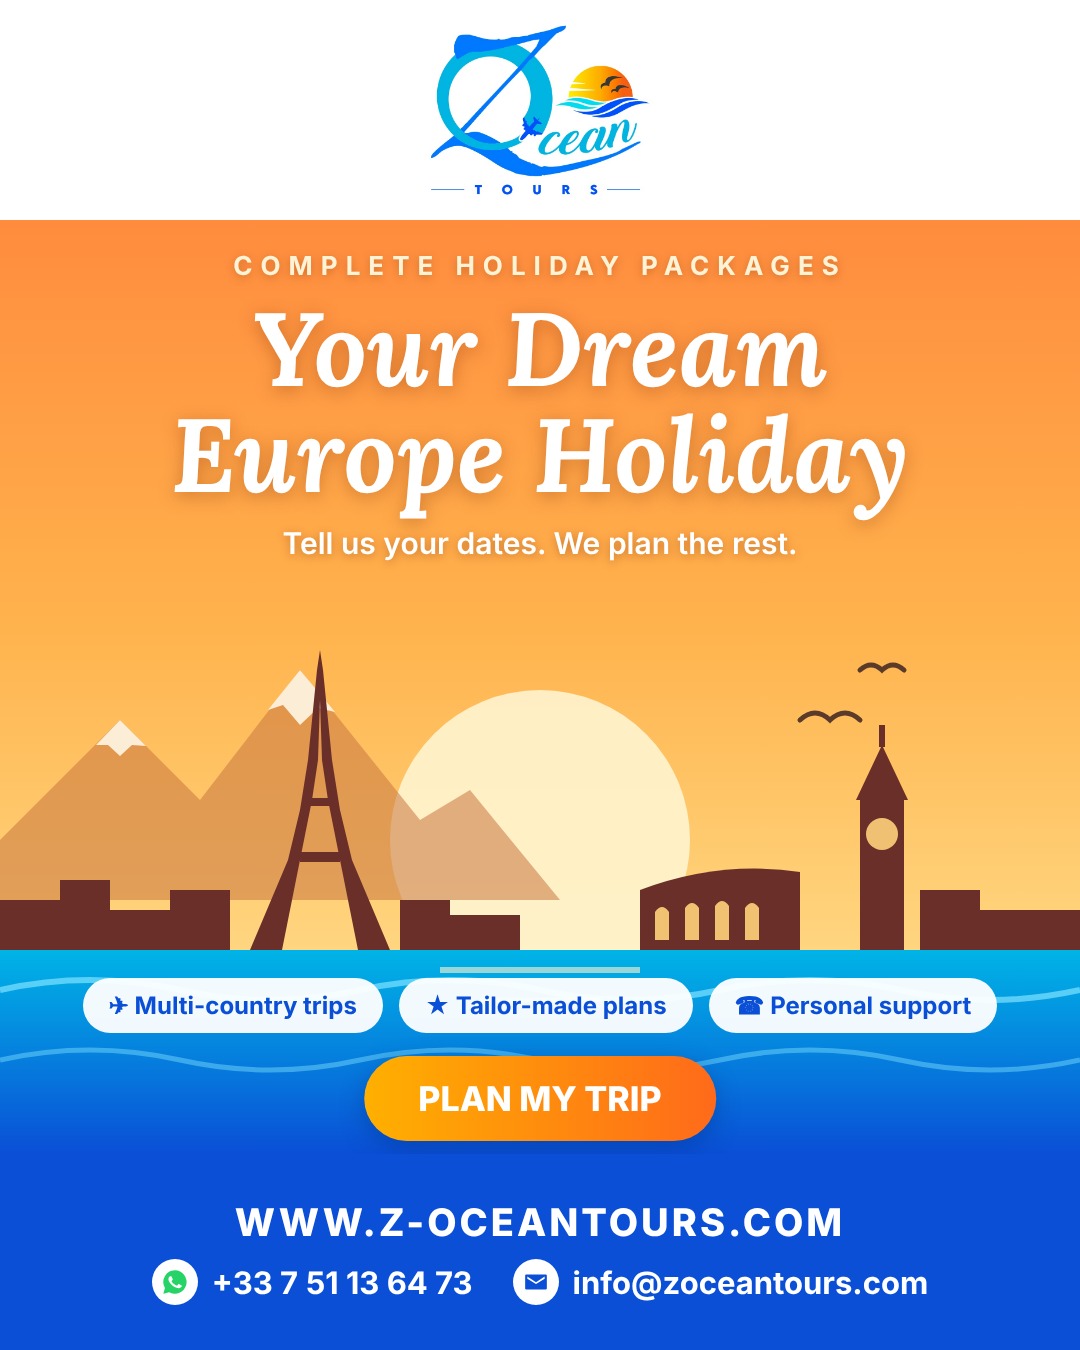 Z Ocean
TOURS
COMPLETE HOLIDAY PACKAGES
Your Dream
Europe Holiday
Tell us your dates. We plan the rest.
✈ Multi-country trips
★ Tailor-made plans
☎ Personal support
PLAN MY TRIP
WWW.Z-OCEANTOURS.COM
+33 7 51 13 64 73
info@zoceantours.com